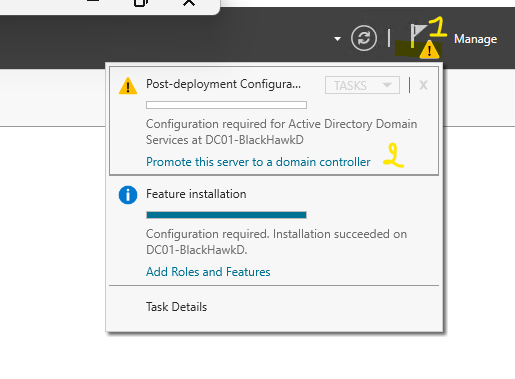 1
Manage
Post-deployment Configura...
TASKS
X
Configuration required for Active Directory Domain
Services at DC01-BlackHawkD
Promote this server to a domain controller
2
Feature installation
Configuration required. Installation succeeded on
DC01-BlackHawkD.
Add Roles and Features
Task Details